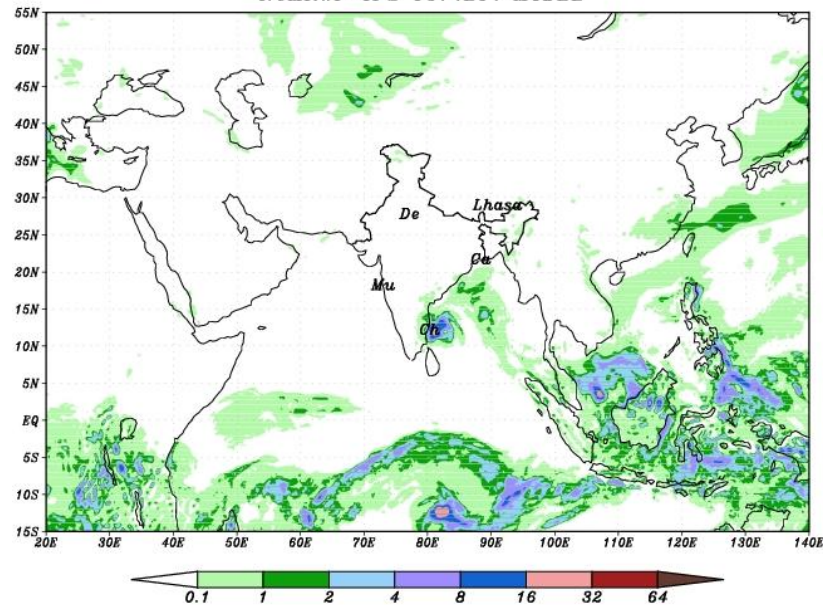 55N
50N
45N
40N
35N
30N
25N
20N
15N
10N
5N
EQ
5S
10S
15S
Lhasa
De
Ca
Mu
Ch
20E 30E 40E 50E 60E 70E 80E 90E 100E 110E 120E 130E 140E
0.1 1 2 4 8 16 32 64